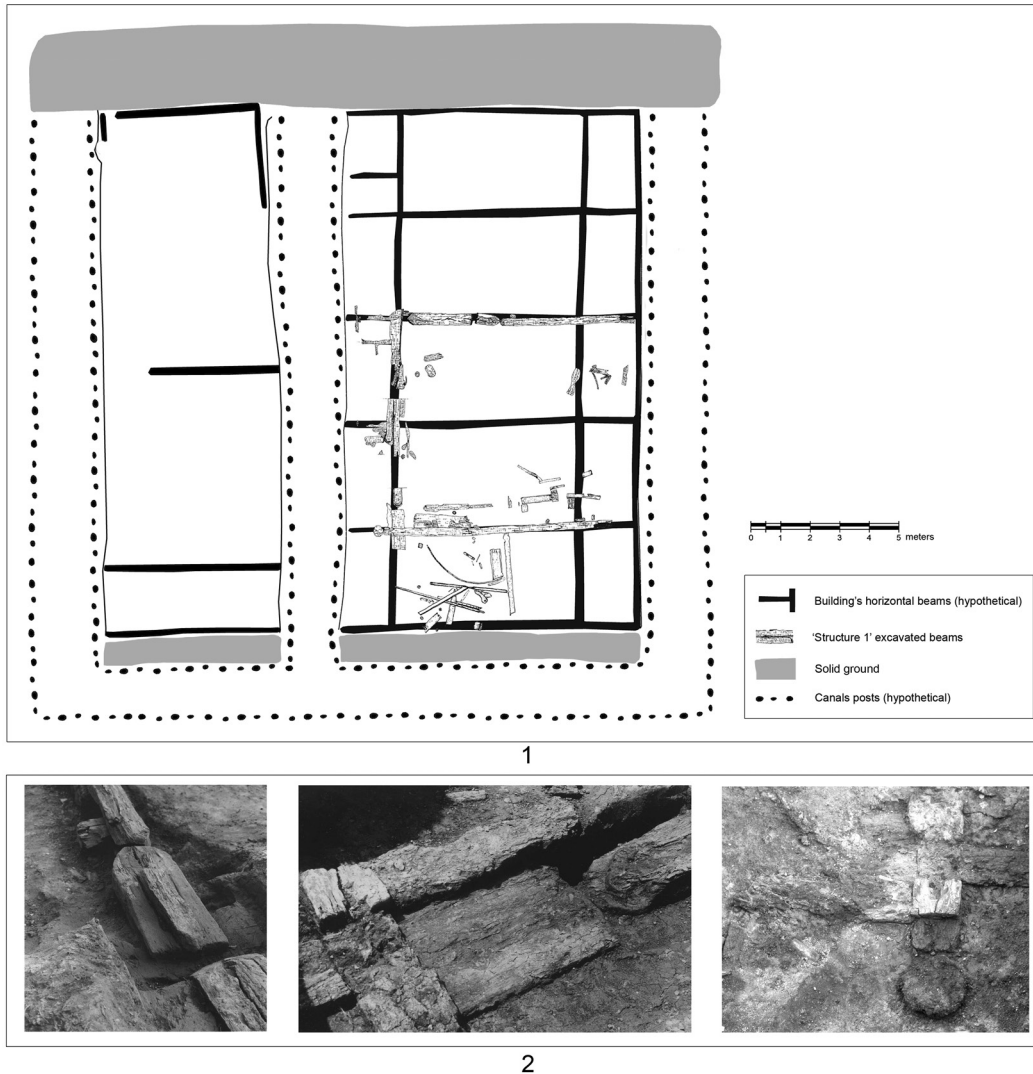 0 1 2 3 4 5 meters
Building's horizontal beams (hypothetical)
'Structure 1' excavated beams
Solid ground
Canals posts (hypothetical)
1
2